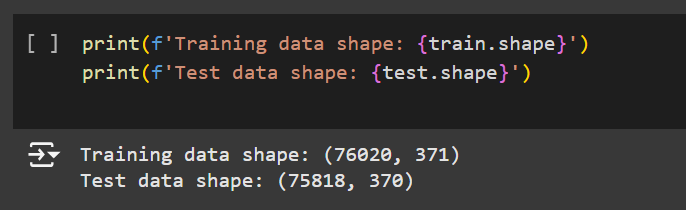 [ ] print(f'Training data shape: {train.shape}')
print(f'Test data shape: {test.shape}')
Training data shape: (76020, 371)
Test data shape: (75818, 370)